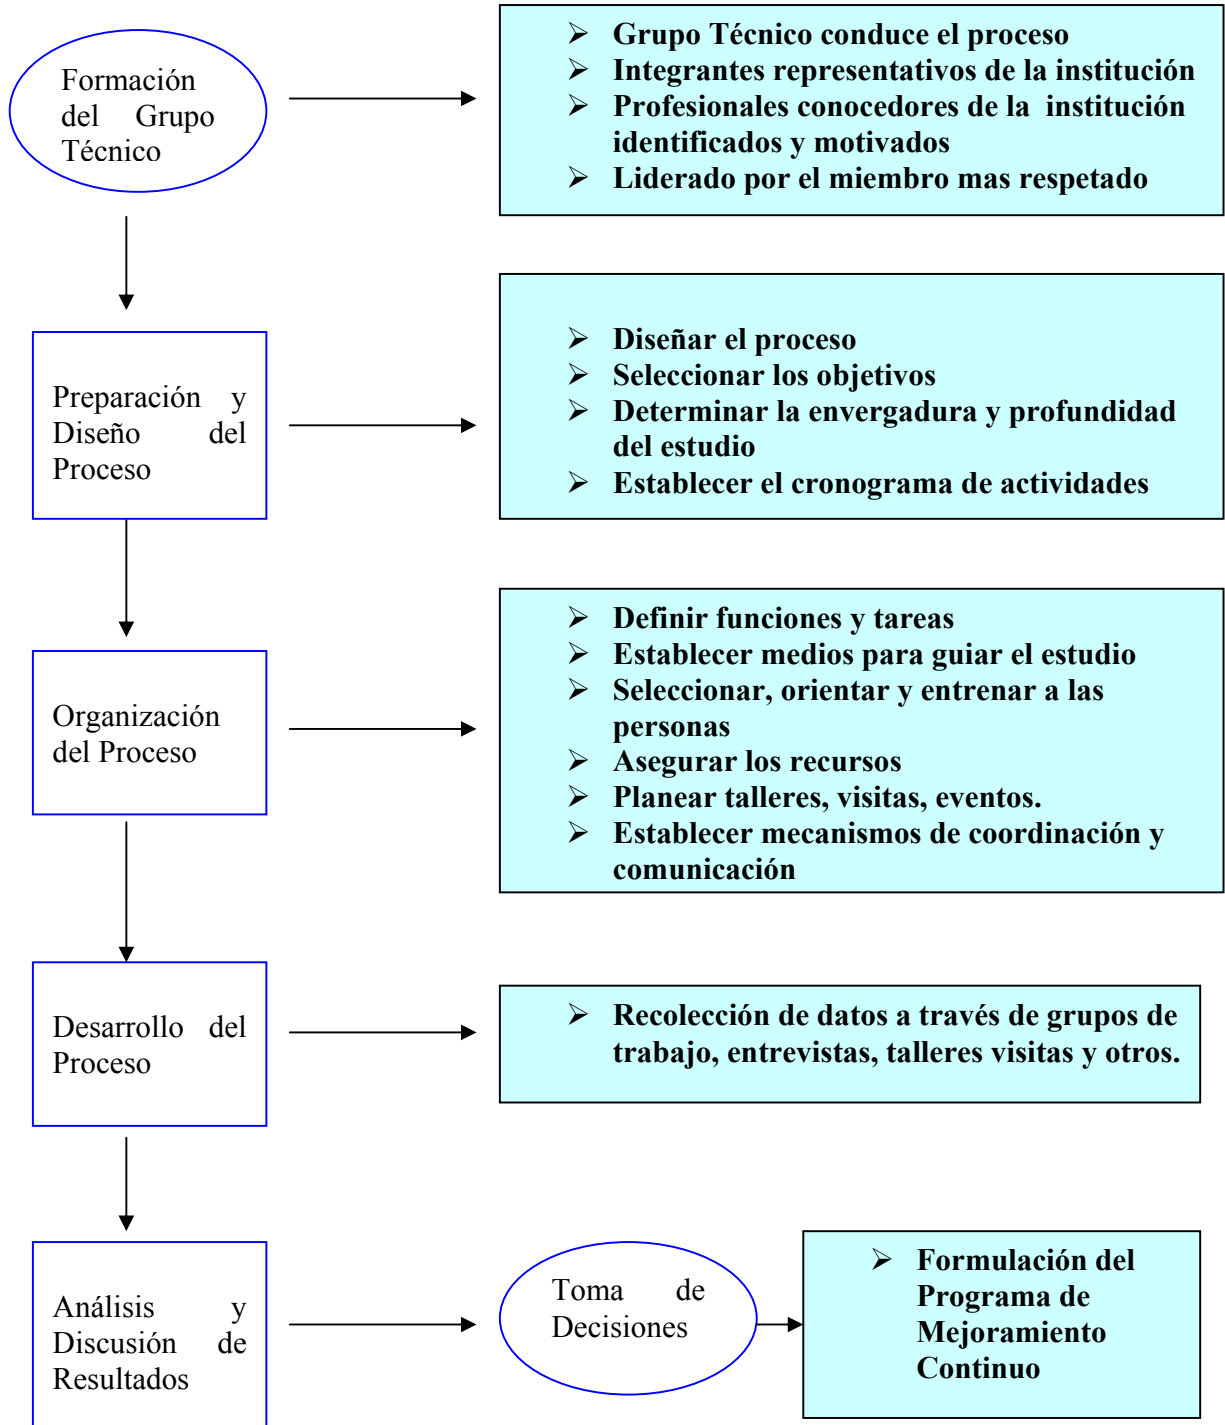 Formación
del Grupo
Técnico
➢ Grupo Técnico conduce el proceso
➢ Integrantes representativos de la institución
➢ Profesionales conocedores de la institución
identificados y motivados
➢ Liderado por el miembro mas respetado
Preparación y
Diseño del
Proceso
➢ Diseñar el proceso
➢ Seleccionar los objetivos
➢ Determinar la envergadura y profundidad
del estudio
➢ Establecer el cronograma de actividades
Organización
del Proceso
➢ Definir funciones y tareas
➢ Establecer medios para guiar el estudio
➢ Seleccionar, orientar y entrenar a las
personas
➢ Asegurar los recursos
➢ Planear talleres, visitas, eventos.
➢ Establecer mecanismos de coordinación y
comunicación
Desarrollo del
Proceso
➢ Recolección de datos a través de grupos de
trabajo, entrevistas, talleres visitas y otros.
Análisis y
Discusión de
Resultados
Toma de
Decisiones
➢ Formulación del
Programa de
Mejoramiento
Continuo